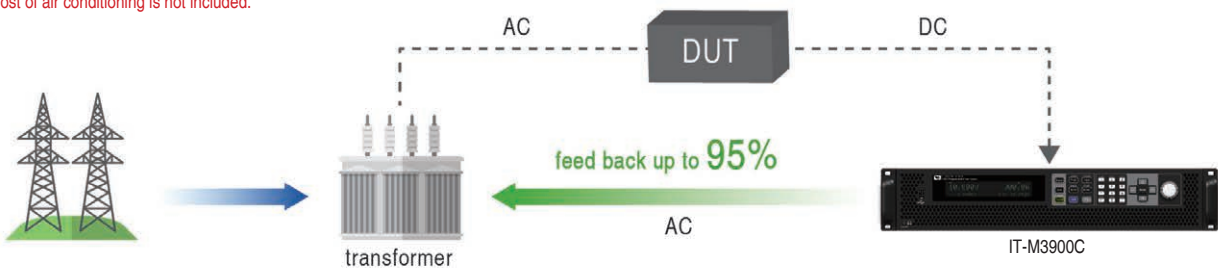 ost of air conditioning is not included.
AC
DUT
DC
feed back up to 95%
AC
IT-M3900C
transformer